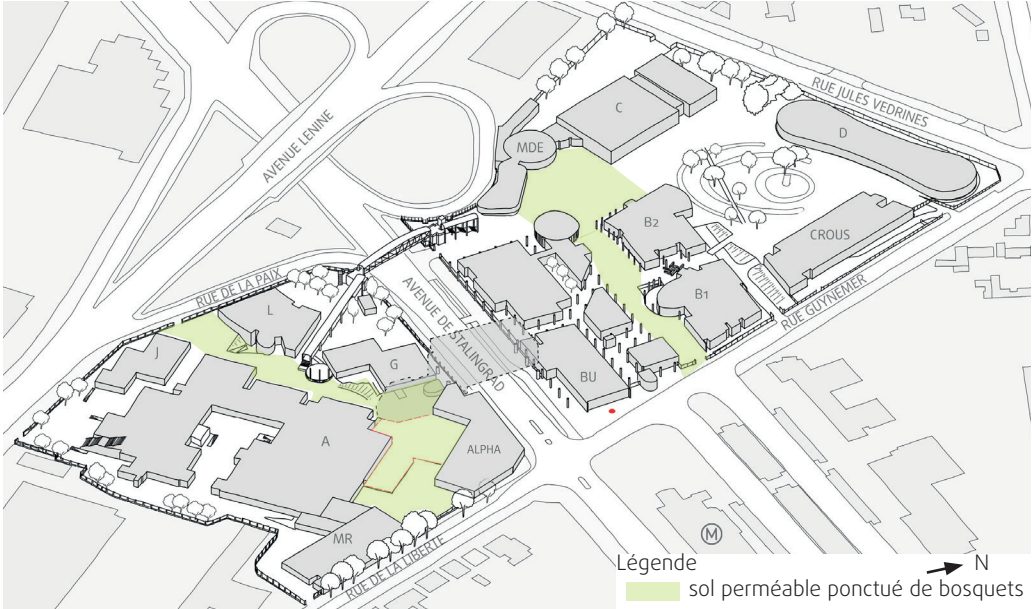 RUE JULES VEDRINES
AVENUE LENINE
C
D
MDE
B2
CROUS
RUE DE LA PAIX
B1
RUE GUYNEMER
L
AVENUE DE STALINGRAD
J
G
BU
A
ALPHA
MR
RUE DE LA LIBERTE
M
Légende
N
sol perméable ponctué de bosquets